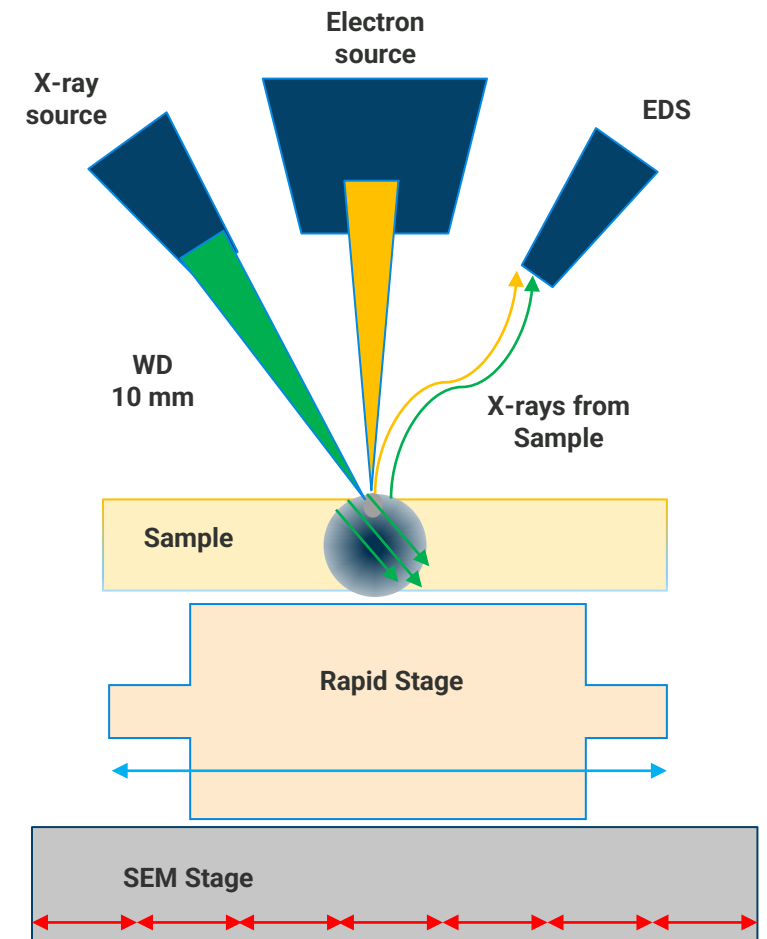 Electron
source
X-ray
source
EDS
WD
10 mm
X-rays from
Sample
Sample
Rapid Stage
SEM Stage